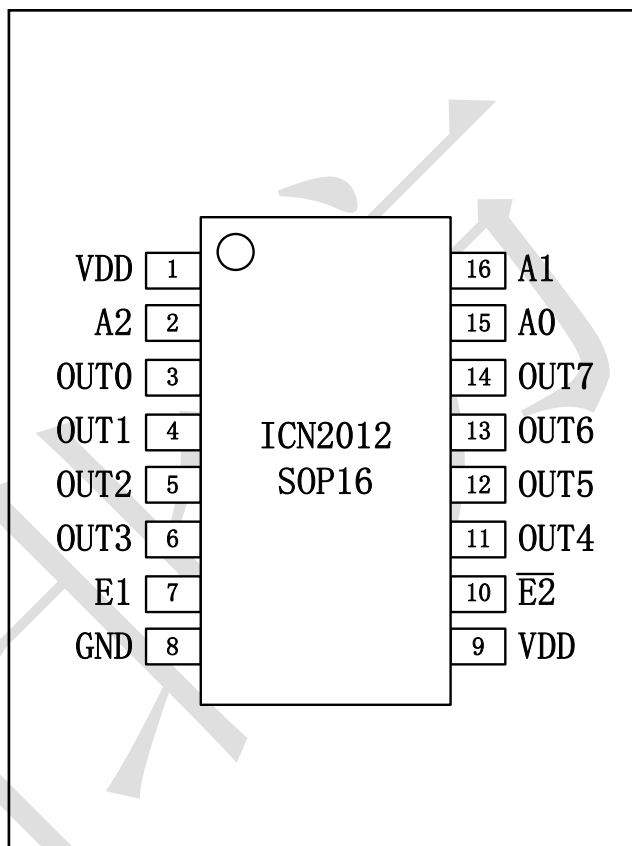 VDD 1 16 A1
A2 2 15 A0
OUT0 3 14 OUT7
OUT1 4 13 OUT6
ICN2012
OUT2 5 12 OUT5
SOP16
OUT3 6 11 OUT4
E1 7 10 E2
GND 8 9 VDD